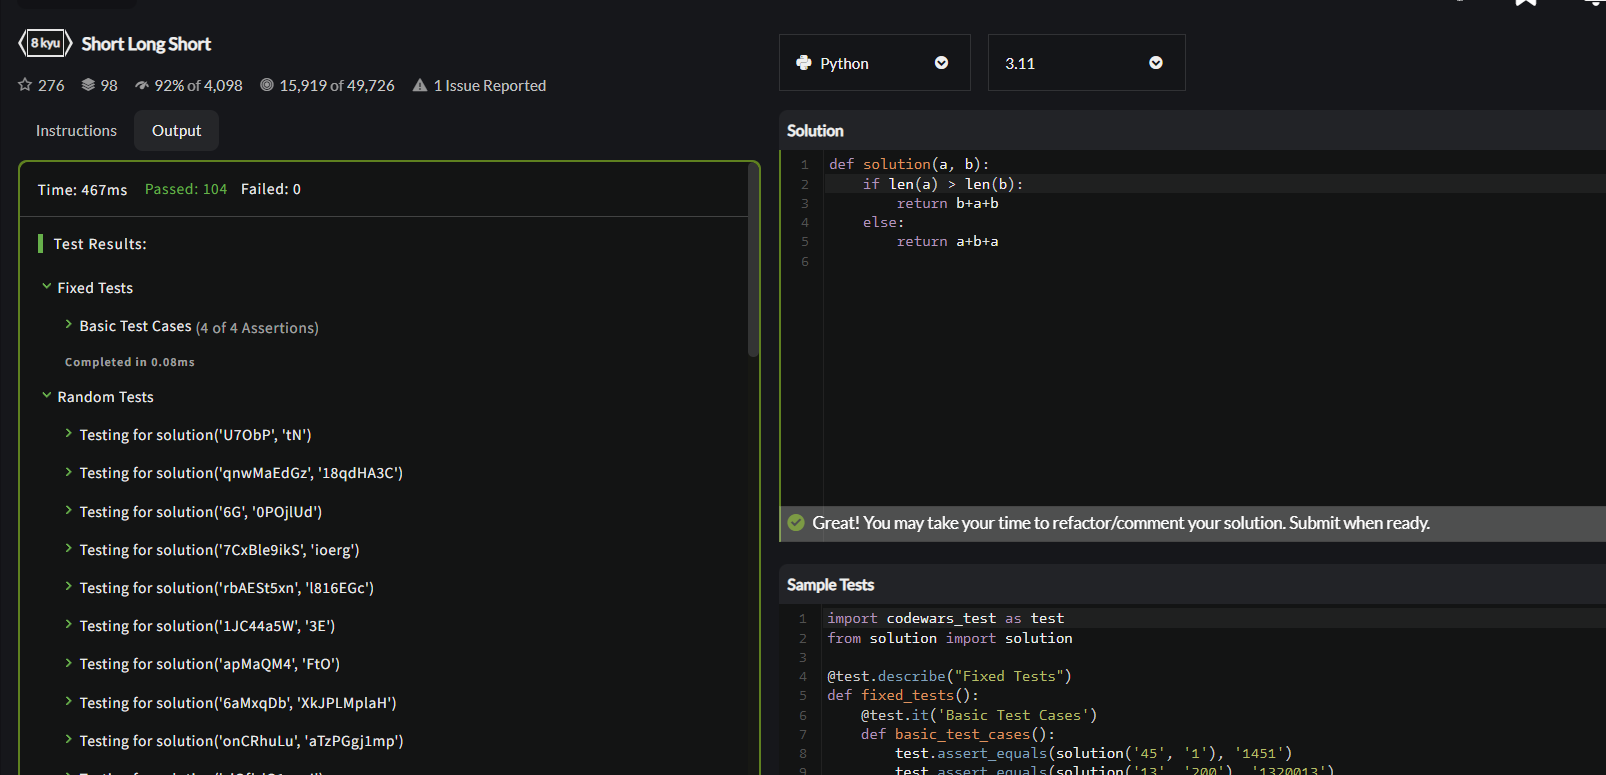 8 kyu Short Long Short
276 98 92% of 4,098 15,919 of 49,726 1 Issue Reported
Instructions Output
Time: 467ms Passed: 104 Failed: 0
Test Results:
Fixed Tests
Basic Test Cases (4 of 4 Assertions)
Completed in 0.08ms
Random Tests
Testing for solution('U7ObP', 'tN')
Testing for solution('qnwMaEdGz', '18qdHA3C')
Testing for solution('6G', '0POjlUd')
Testing for solution('7CxBle9ikS', 'ioerg')
Testing for solution('rbAESt5xn', 'l816EGc')
Testing for solution('1JC44a5W', '3E')
Testing for solution('apMaQM4', 'FtO')
Testing for solution('6aMxqDb', 'XkJPLMplaH')
Testing for solution('onCRhuLu', 'aTzPGgj1mp')
Python 3.11
Solution
1 def solution(a, b):
2 if len(a) > len(b):
3 return b+a+b
4 else:
5 return a+b+a
6
Great! You may take your time to refactor/comment your solution. Submit when ready.
Sample Tests
1 import codewars_test as test
2 from solution import solution
3
4 @test.describe("Fixed Tests")
5 def fixed_tests():
6 @test.it('Basic Test Cases')
7 def basic_test_cases():
8 test.assert_equals(solution('45', '1'), '1451')
9 test.assert_equals(solution('13', '200'), '1320013')